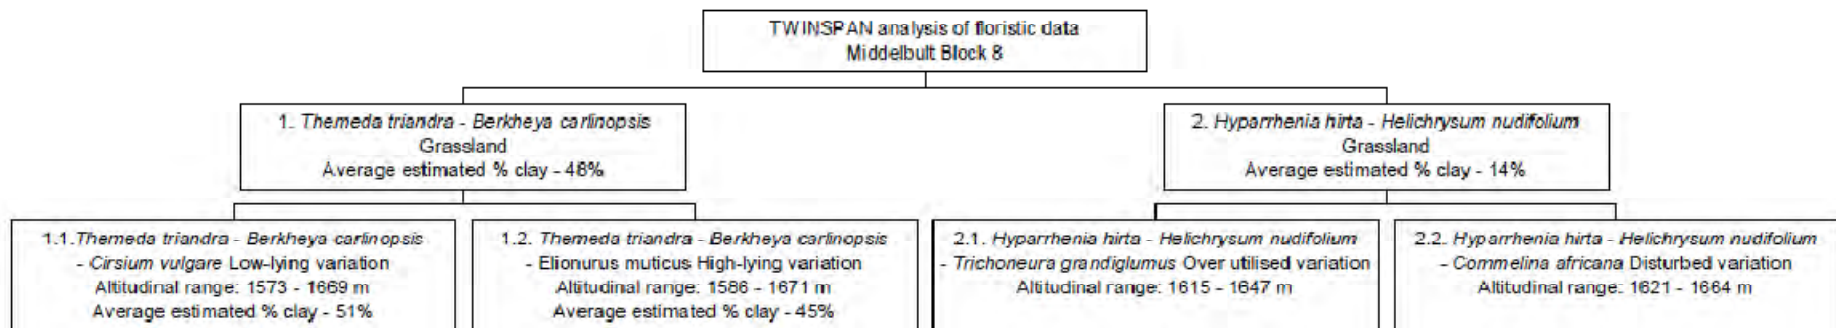 TWINSPAN analysis of floristic data
Middelbult Block 8
1. Themeda triandra - Berkheya carlinopsis
Grassland
Average estimated % clay - 48%
2. Hyparrhenia hirta - Helichrysum nudifolium
Grassland
Average estimated % clay - 14%
1.1.Themeda triandra - Berkheya carlinopsis
- Cirsium vulgare Low-lying variation
Altitudinal range: 1573 - 1669 m
Average estimated % clay - 51%
1.2. Themeda triandra - Berkheya carlinopsis
- Elionurus muticus High-lying variation
Altitudinal range: 1586 - 1671 m
Average estimated % clay - 45%
2.1. Hyparrhenia hirta - Helichrysum nudifolium
- Trichoneura grandiglumus Over utilised variation
Altitudinal range: 1615 - 1647 m
2.2. Hyparrhenia hirta - Helichrysum nudifolium
- Commelina africana Disturbed variation
Altitudinal range: 1621 - 1664 m